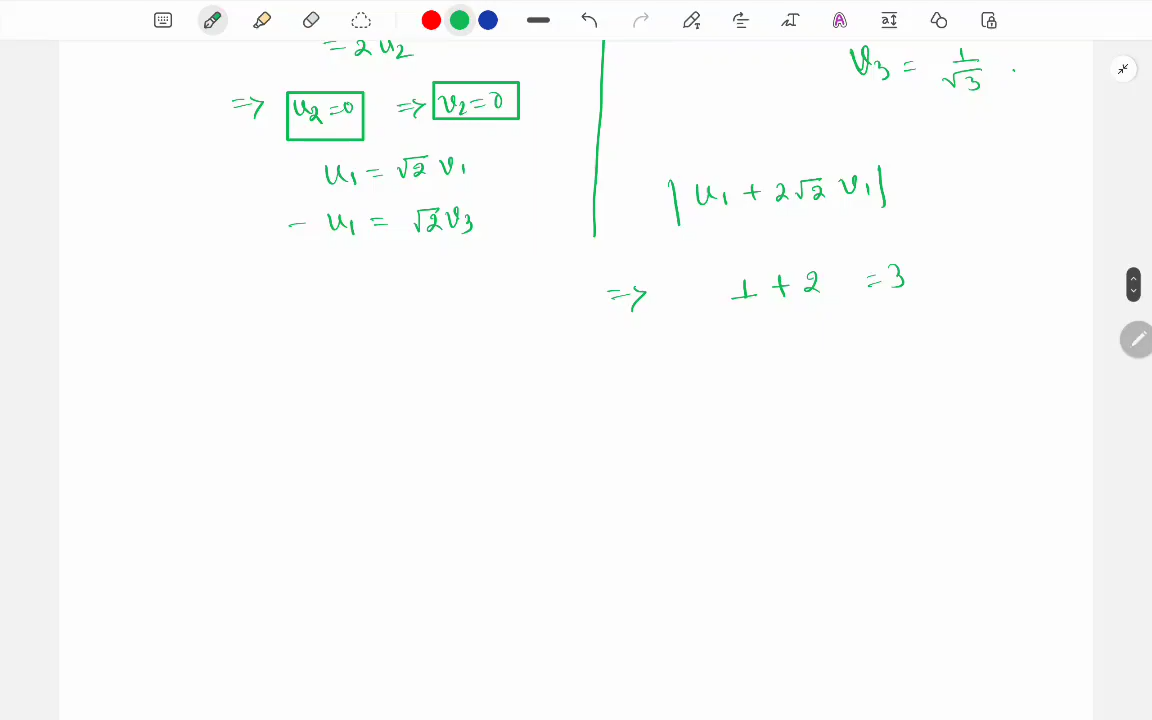 = 2 u₂
=> u₂ = 0 => v₂ = 0
u₁ = √2 v₁
- u₁ = √2 v₃
v₃ = 1/√3 .
| u₁ + 2√2 v₁ |
=> 1 + 2 = 3